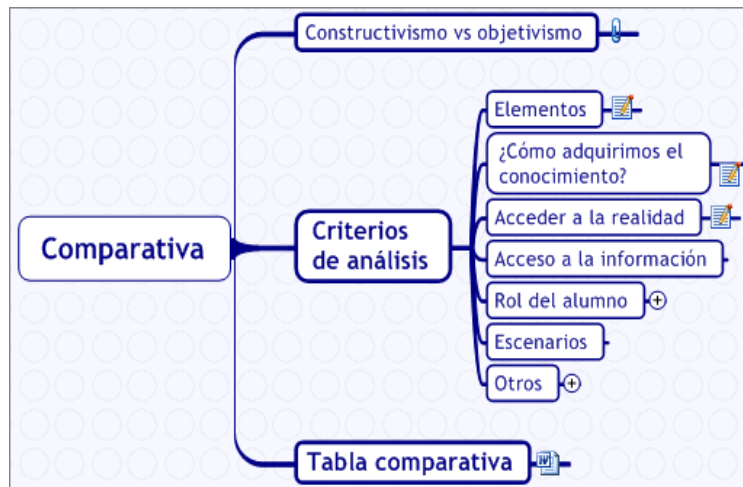 Constructivismo vs objetivismo
Comparativa
Criterios
de análisis
Elementos
¿Cómo adquirimos el
conocimiento?
Acceder a la realidad
Acceso a la información
Rol del alumno
Escenarios
Otros
Tabla comparativa